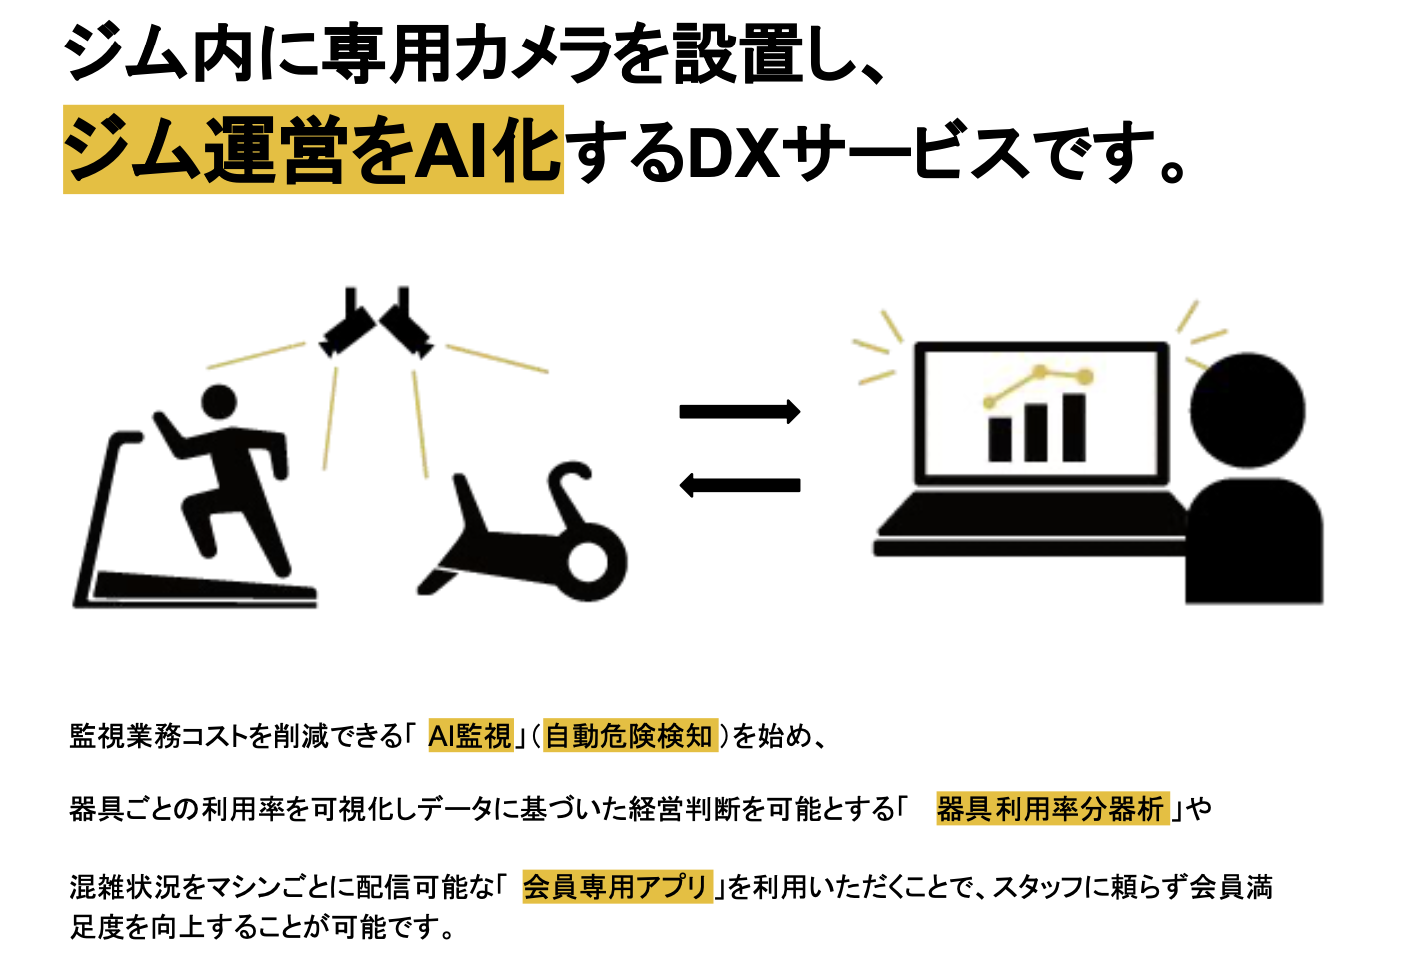 ジム内に専用カメラを設置し、
ジム運営をAI化するDXサービスです。
監視業務コストを削減できる「AI監視」(自動危険検知)を始め、
器具ごとの利用率を可視化しデータに基づいた経営判断を可能とする「器具利用率分器析」や
混雑状況をマシンごとに配信可能な「会員専用アプリ」を利用いただくことで、スタッフに頼らず会員満
足度を向上することが可能です。